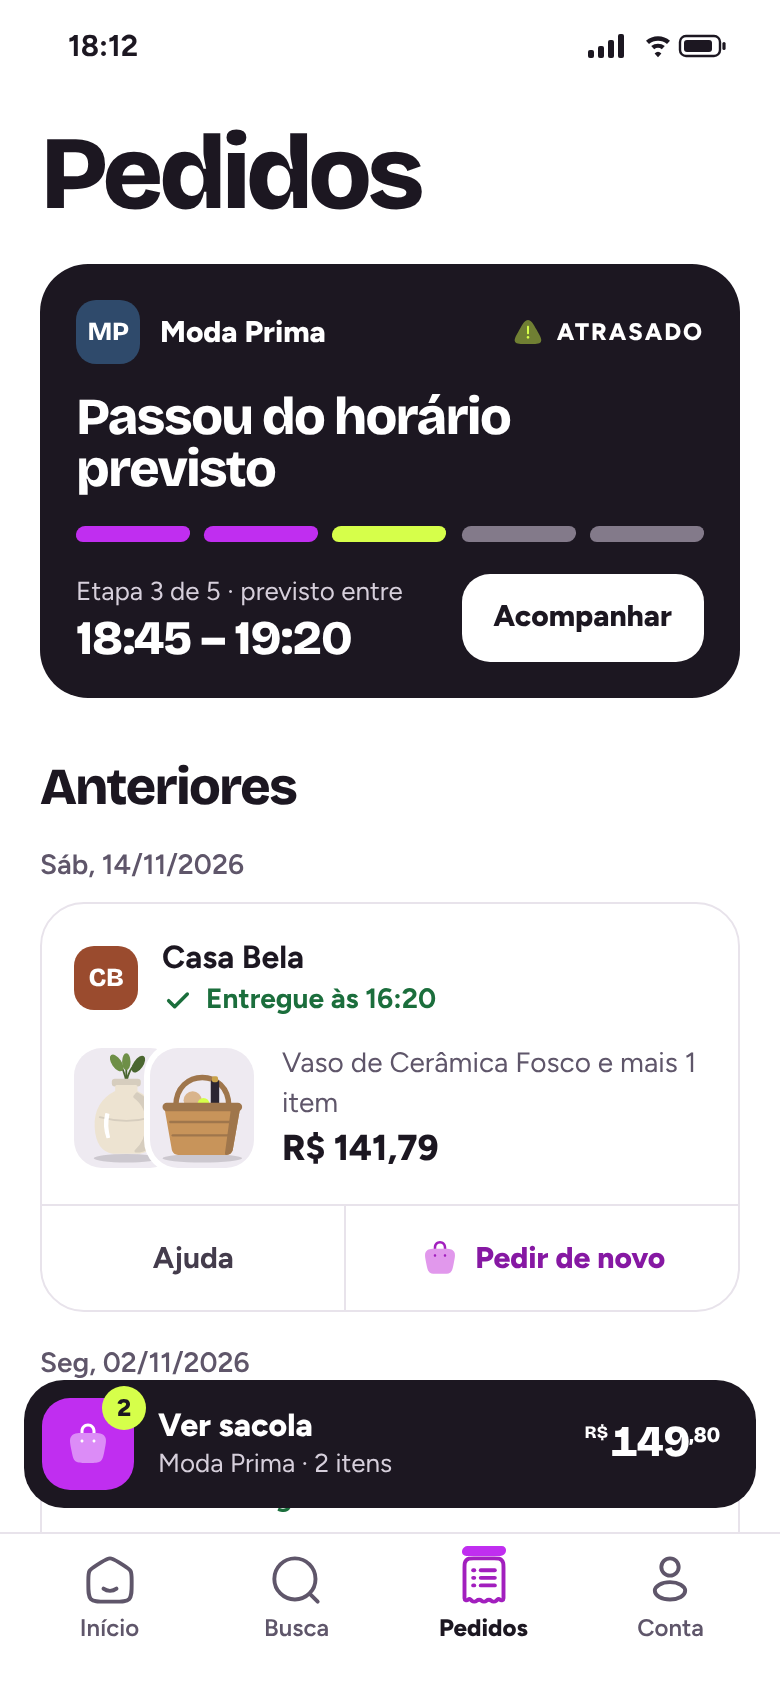 18:12
Pedidos
MP
Moda Prima
ATRASADO
Passou do horário
previsto
Etapa 3 de 5 · previsto entre
18:45 – 19:20
Acompanhar
Anteriores
Sáb, 14/11/2026
CB
Casa Bela
Entregue às 16:20
Vaso de Cerâmica Fosco e mais 1
item
R$ 141,79
Ajuda
Pedir de novo
Seg, 02/11/2026
2
Ver sacola
Moda Prima · 2 itens
R$ 149,80
Início
Busca
Pedidos
Conta